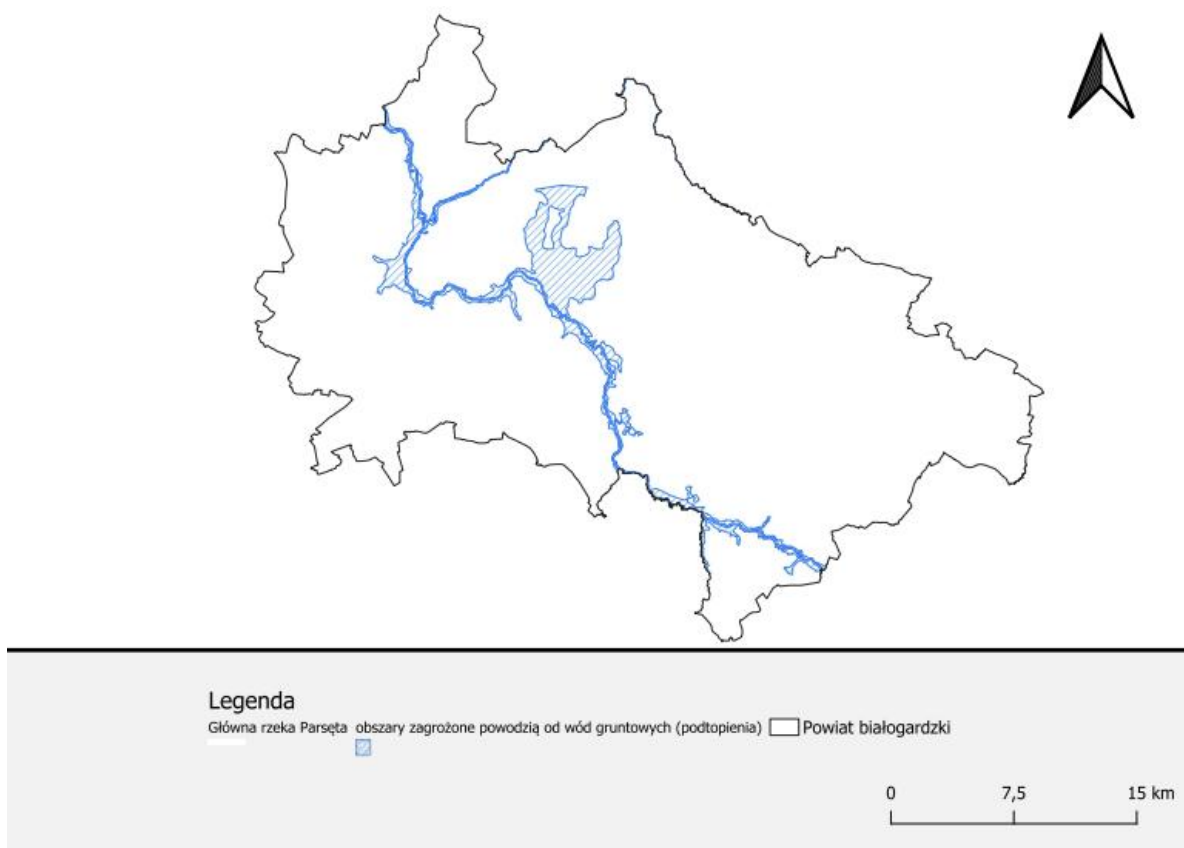 Legenda
Główna rzeka Parsęta obszary zagrożone powodzią od wód gruntowych (podtopienia) Powiat białogardzki
0 7,5 15 km